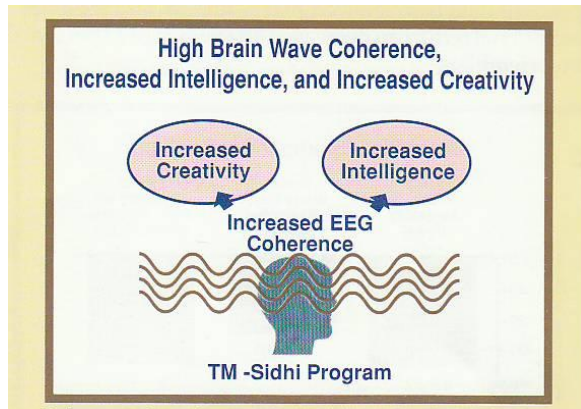 High Brain Wave Coherence,
Increased Intelligence, and Increased Creativity
Increased
Creativity
Increased
Intelligence
Increased EEG
Coherence
TM -Sidhi Program